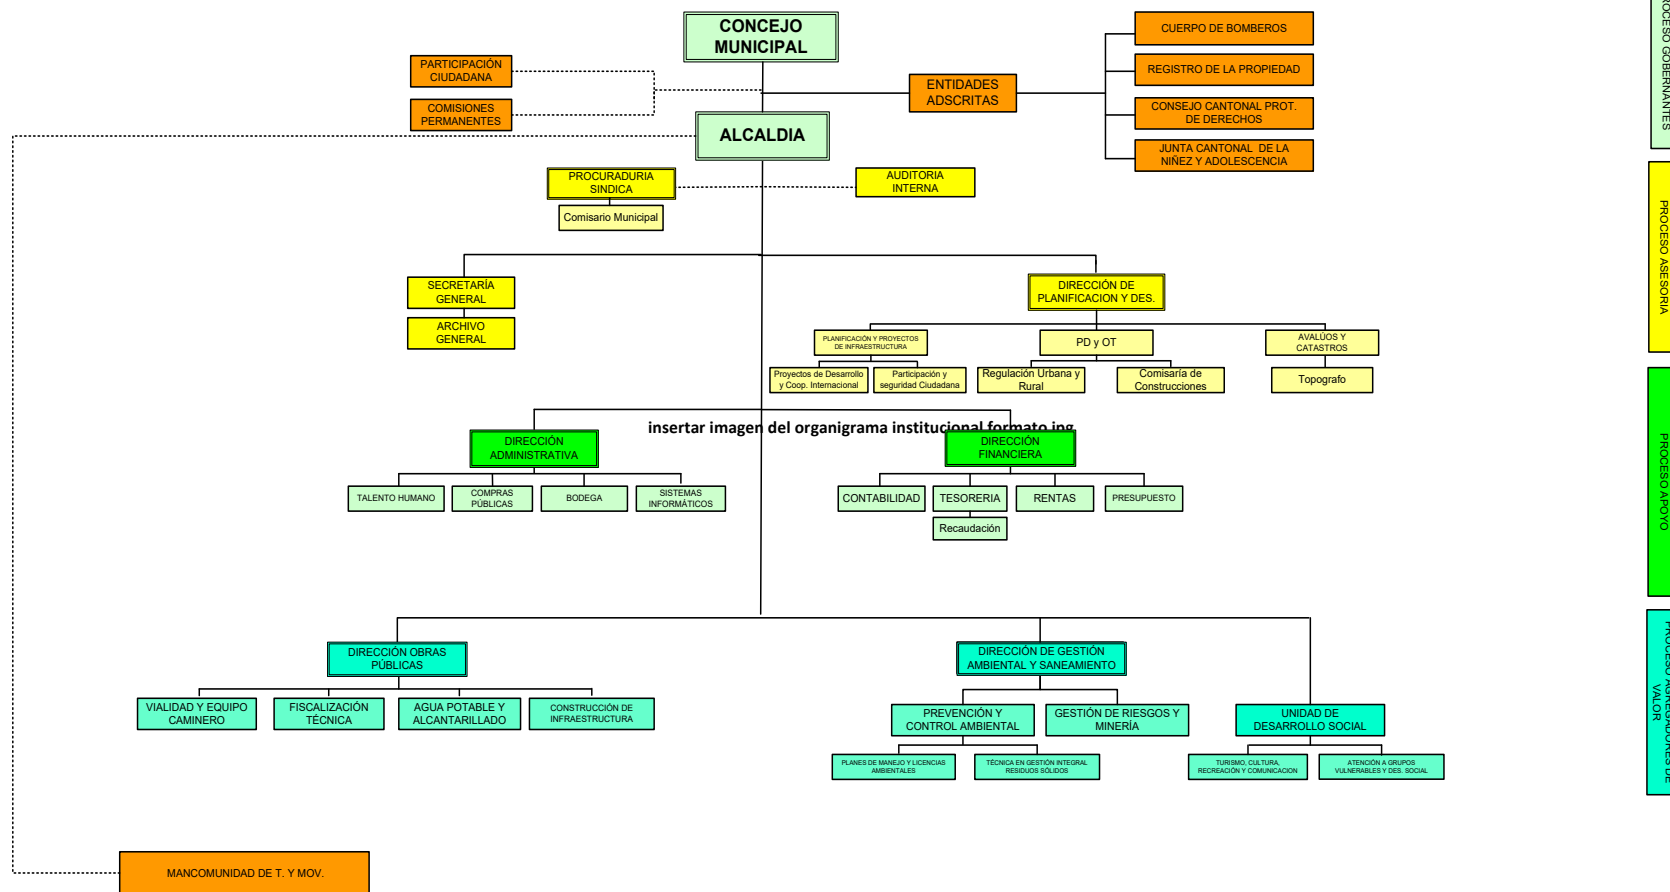 CONCEJO
MUNICIPAL
CUERPO DE BOMBEROS
PARTICIPACIÓN
CIUDADANA
REGISTRO DE LA PROPIEDAD
ENTIDADES
ADSCRITAS
COMISIONES
PERMANENTES
CONSEJO CANTONAL PROT.
DE DERECHOS
ALCALDIA
JUNTA CANTONAL DE LA
NIÑEZ Y ADOLESCENCIA
PROCURADURIA
SINDICA
AUDITORIA
INTERNA
Comisario Municipal
SECRETARÍA
GENERAL
DIRECCIÓN DE
PLANIFICACION Y DES.
ARCHIVO
GENERAL
PLANIFICACIÓN Y PROYECTOS
DE INFRAESTRUCTURA
PD y OT
AVALÚOS Y
CATASTROS
Proyectos de Desarrollo
y Coop. Internacional
Participación y
seguridad Ciudadana
Regulación Urbana y
Rural
Comisaría de
Construcciones
Topografo
insertar imagen del organigrama institucional formato jpg
DIRECCIÓN
ADMINISTRATIVA
DIRECCIÓN
FINANCIERA
TALENTO HUMANO
COMPRAS
PÚBLICAS
BODEGA
SISTEMAS
INFORMÁTICOS
CONTABILIDAD
TESORERIA
RENTAS
PRESUPUESTO
Recaudación
DIRECCIÓN OBRAS
PÚBLICAS
DIRECCIÓN DE GESTIÓN
AMBIENTAL Y SANEAMIENTO
VIALIDAD Y EQUIPO
CAMINERO
FISCALIZACIÓN
TÉCNICA
AGUA POTABLE Y
ALCANTARILLADO
CONSTRUCCIÓN DE
INFRAESTRUCTURA
PREVENCIÓN Y
CONTROL AMBIENTAL
GESTIÓN DE RIESGOS Y
MINERÍA
UNIDAD DE
DESARROLLO SOCIAL
PLANES DE MANEJO Y LICENCIAS
AMBIENTALES
TÉCNICA EN GESTIÓN INTEGRAL
RESIDUOS SÓLIDOS
TURISMO, CULTURA,
RECREACIÓN Y COMUNICACION
ATENCIÓN A GRUPOS
VULNERABLES Y DES. SOCIAL
MANCOMUNIDAD DE T. Y MOV.
PROCESO GOBERNANTES
PROCESO ASESORIA
PROCESO APOYO
PROCESO AGREGADORES DE
VALOR